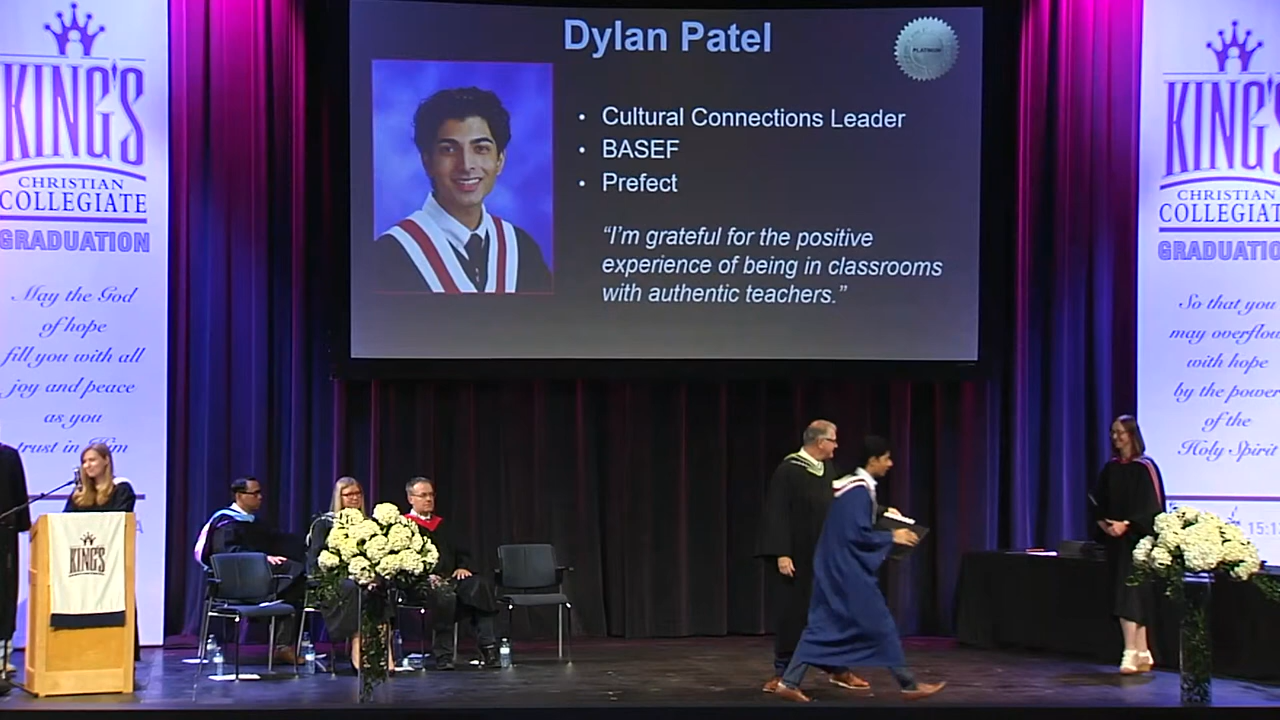 Dylan Patel
PLATINUM
• Cultural Connections Leader
• BASEF
• Prefect
“I'm grateful for the positive
experience of being in classrooms
with authentic teachers.”
KING'S
CHRISTIAN
COLLEGIATE
GRADUATION
May the God
of hope
fill you with all
joy and peace
as you
trust in Him
KING'S
KING'S
CHRISTIAN
COLLEGIAT
GRADUATIO
So that you
may overflow
with hope
by the power
of the
Holy Spirit
15:13